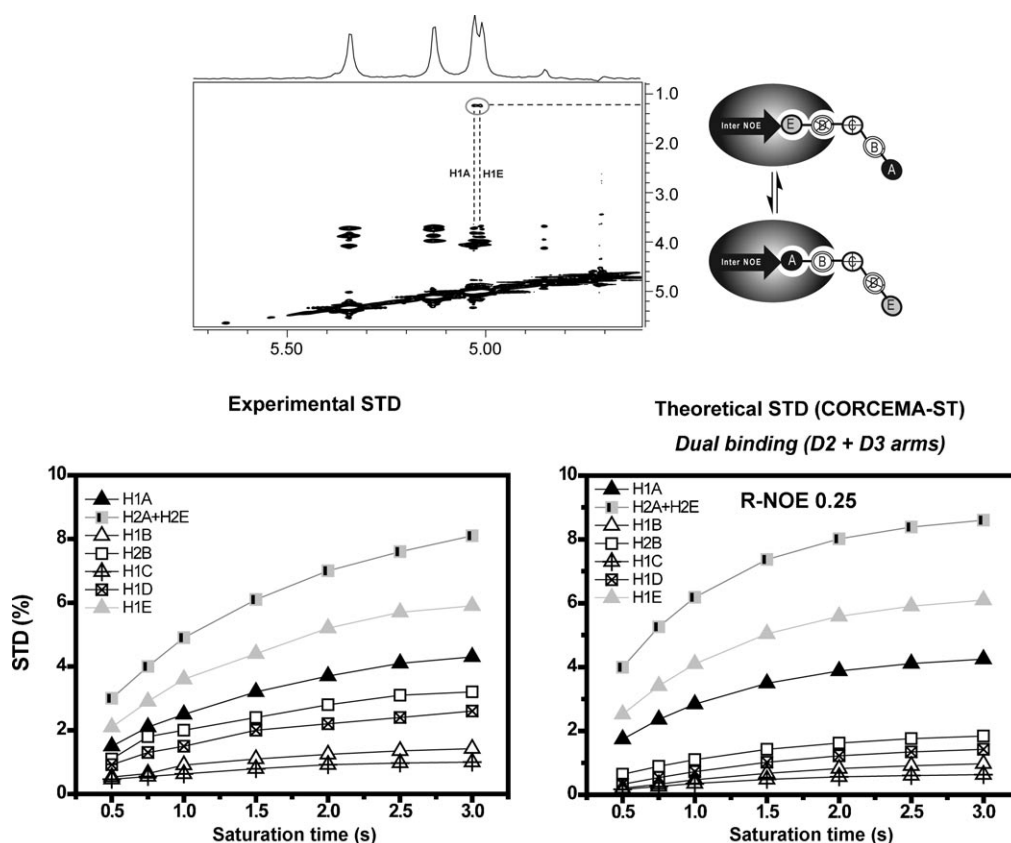 1.0
2.0
3.0
4.0
5.0
H1A
H1E
5.50
5.00
Inter NOE
E
B
C
B
A
Inter NOE
A
B
C
D
E
Experimental STD
Theoretical STD (CORCEMA-ST)
Dual binding (D2 + D3 arms)
STD (%)
10
8
6
4
2
0
H1A
H2A+H2E
H1B
H2B
H1C
H1D
H1E
0.5
1.0
1.5
2.0
2.5
3.0
Saturation time (s)
10
8
6
4
2
0
H1A
H2A+H2E
H1B
H2B
H1C
H1D
H1E
R-NOE 0.25
0.5
1.0
1.5
2.0
2.5
3.0
Saturation time (s)